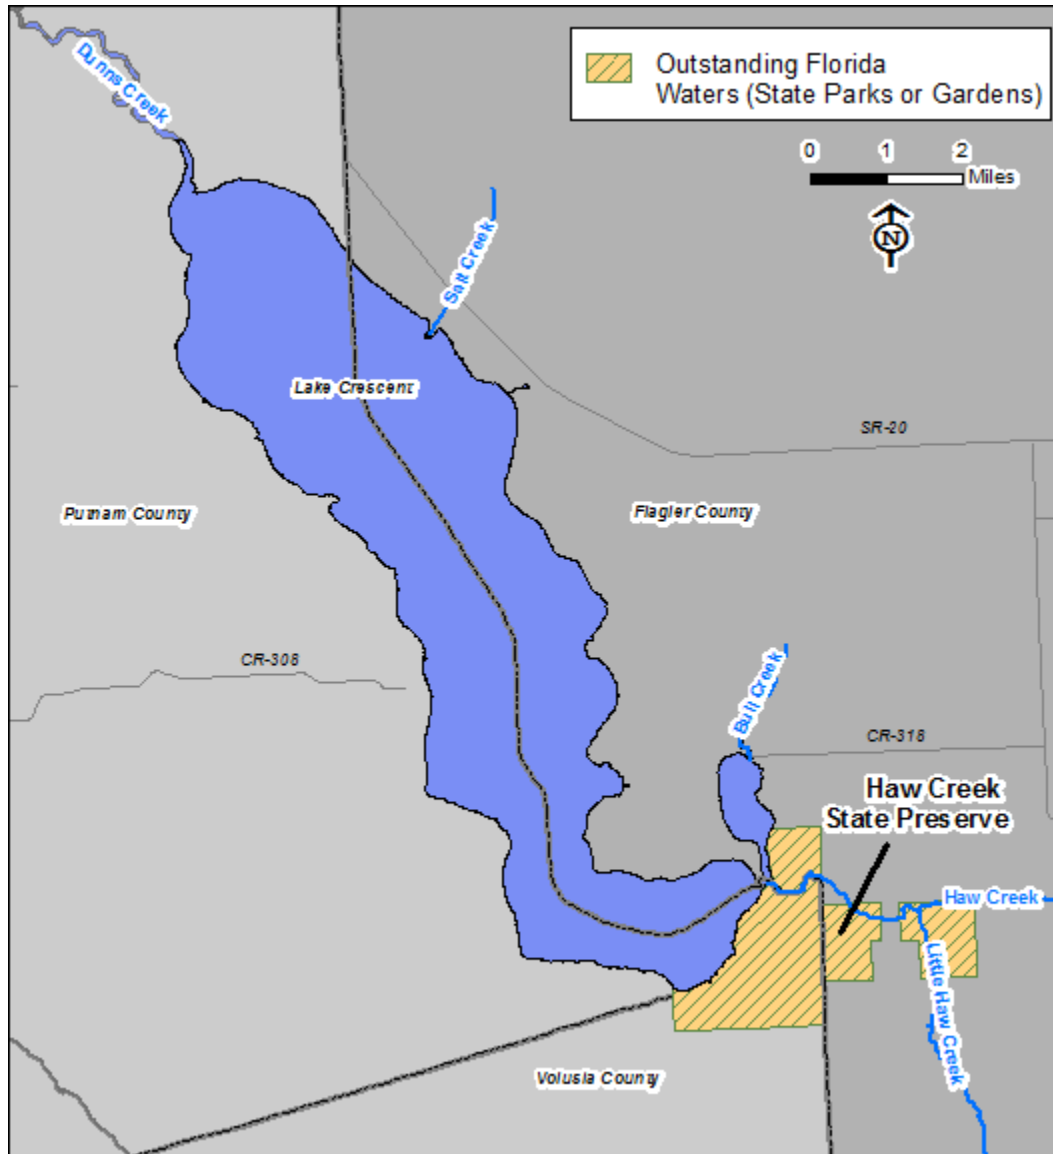 Dunns Creek
Outstanding Florida
Waters (State Parks or Gardens)
0 1 2
Miles
N
Salt Creek
Lake Crescent
SR-20
Putnam County
Flagler County
CR-308
Bull Creek
CR-318
Haw Creek
State Preserve
Haw Creek
Little Haw Creek
Volusia County